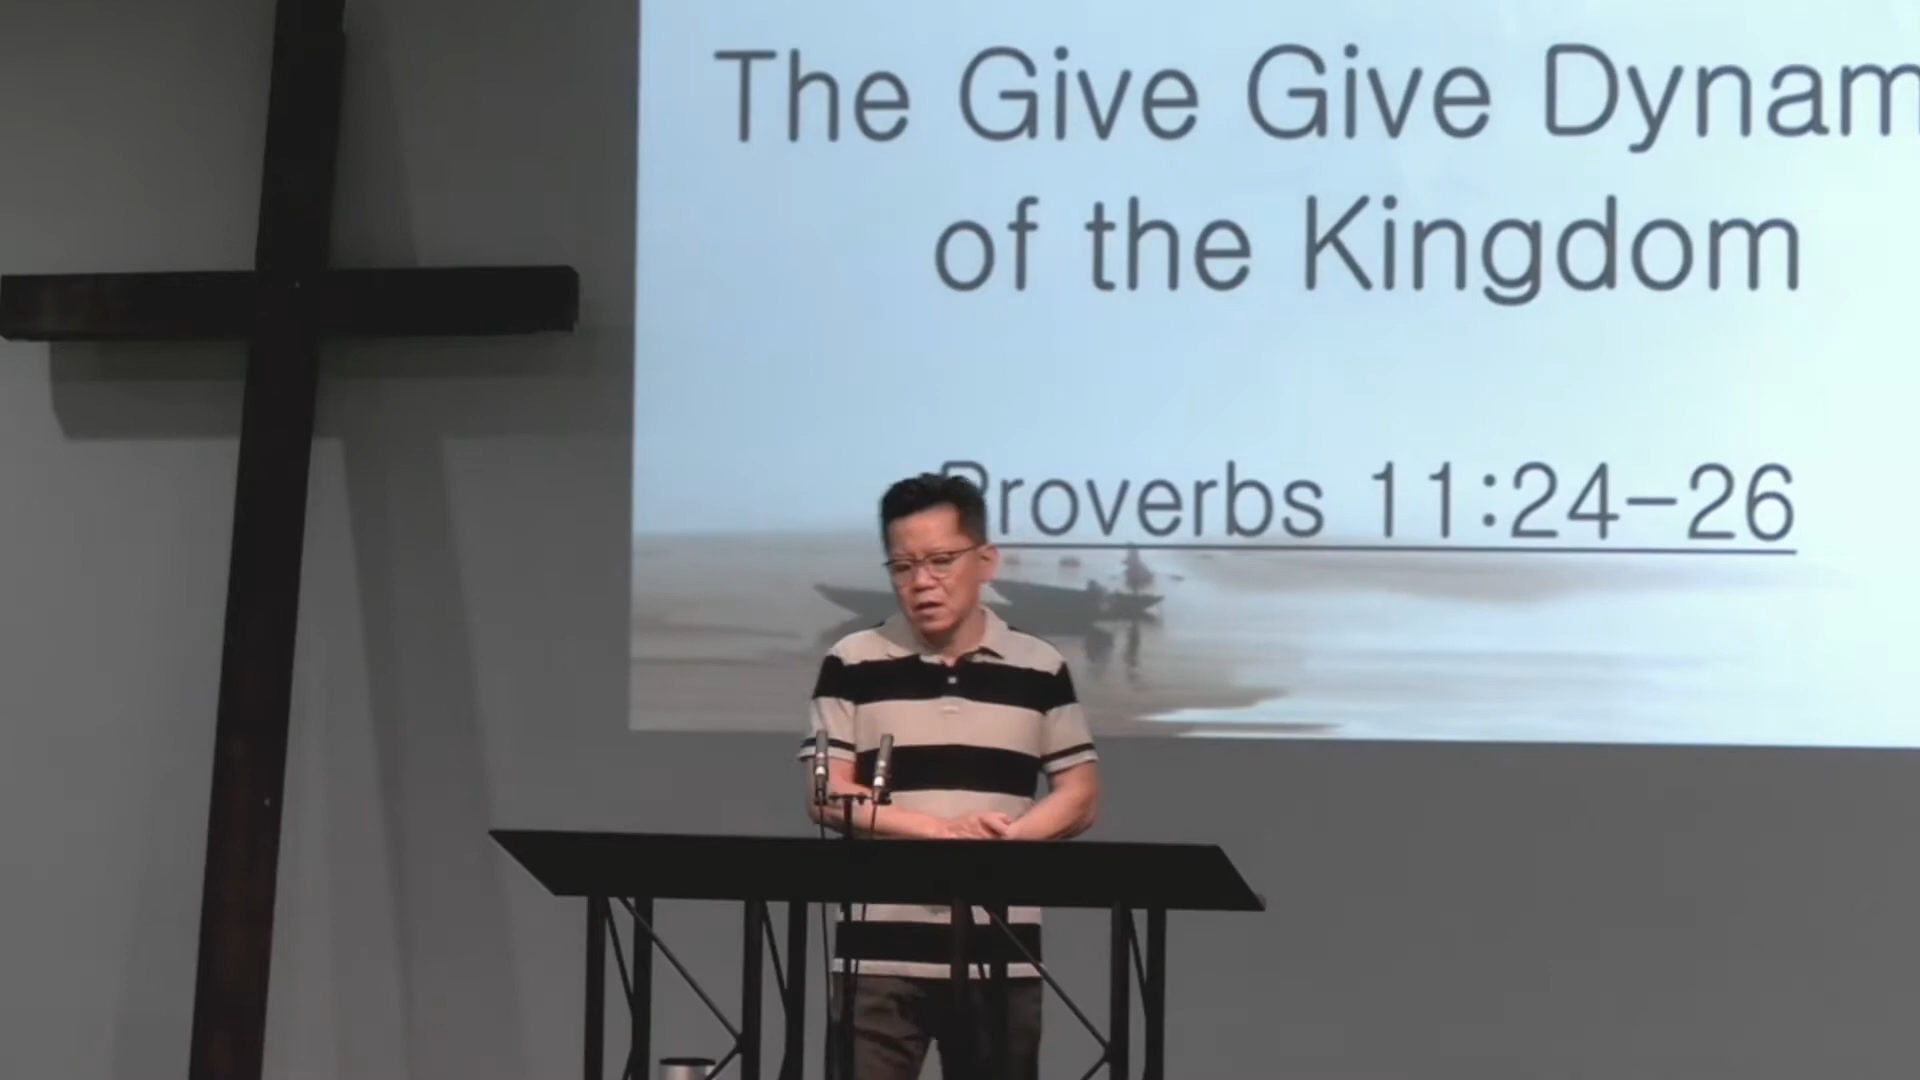 The Give Give Dynam
of the Kingdom
Proverbs 11:24-26